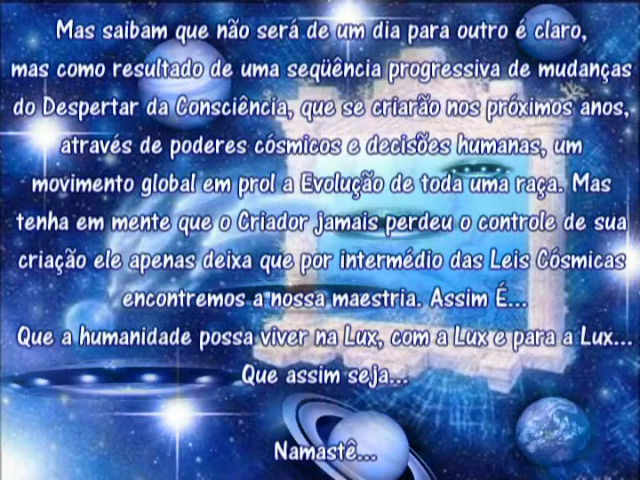 Mas saibam que não será de um dia para outro é claro,
mas como resultado de uma seqüência progressiva de mudanças
do Despertar da Consciência, que se criarão nos próximos anos,
através de poderes cósmicos e decisões humanas, um
movimento global em prol a Evolução de toda uma raça. Mas
tenha em mente que o Criador jamais perdeu o controle de sua
criação ele apenas deixa que por intermédio das Leis Cósmicas
encontremos a nossa maestria. Assim É...
Que a humanidade possa viver na Lux, com a Lux e para a Lux...
Que assim seja...
Namastê...